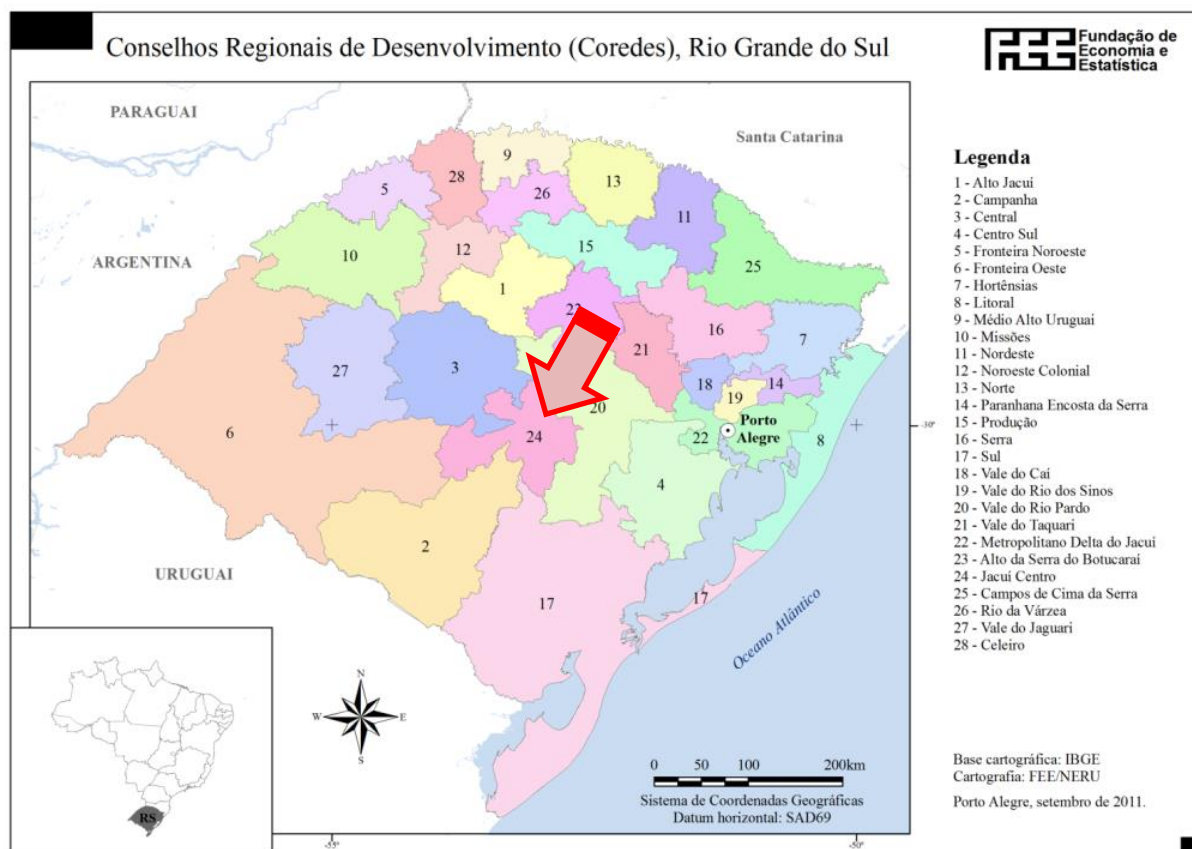 Conselhos Regionais de Desenvolvimento (Coredes), Rio Grande do Sul
FEE Fundação de
Economia e
Estatística
PARAGUAI
Santa Catarina
ARGENTINA
URUGUAI
Oceano Atlântico
Porto
Alegre
9
28
5
26
13
11
12
10
15
25
1
23
16
7
27
3
21
18
14
19
20
6
24
22
8
4
2
17
17
-30º
-55º
-50º
N
W
E
S
RS
0 50 100 200km
Sistema de Coordenadas Geográficas
Datum horizontal: SAD69
Legenda
1 - Alto Jacuí
2 - Campanha
3 - Central
4 - Centro Sul
5 - Fronteira Noroeste
6 - Fronteira Oeste
7 - Hortênsias
8 - Litoral
9 - Médio Alto Uruguai
10 - Missões
11 - Nordeste
12 - Noroeste Colonial
13 - Norte
14 - Paranhana Encosta da Serra
15 - Produção
16 - Serra
17 - Sul
18 - Vale do Caí
19 - Vale do Rio dos Sinos
20 - Vale do Rio Pardo
21 - Vale do Taquari
22 - Metropolitano Delta do Jacuí
23 - Alto da Serra do Botucaraí
24 - Jacuí Centro
25 - Campos de Cima da Serra
26 - Rio da Várzea
27 - Vale do Jaguari
28 - Celeiro
Base cartográfica: IBGE
Cartografia: FEE/NERU
Porto Alegre, setembro de 2011.